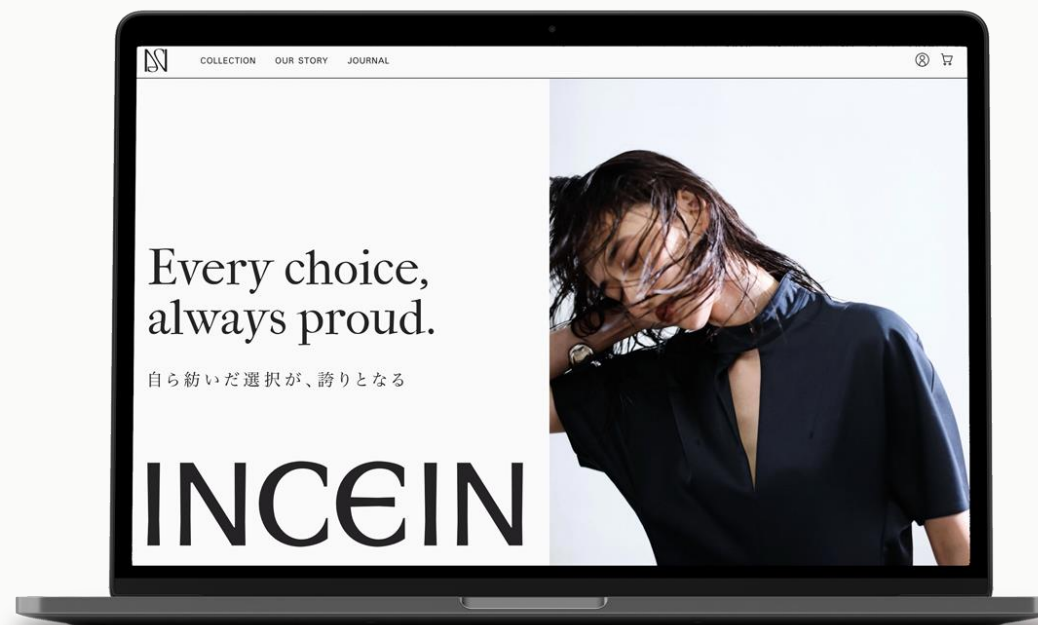 COLLECTION OUR STORY JOURNAL
Every choice,
always proud.
自ら紡いだ選択が、誇りとなる
INCEIN